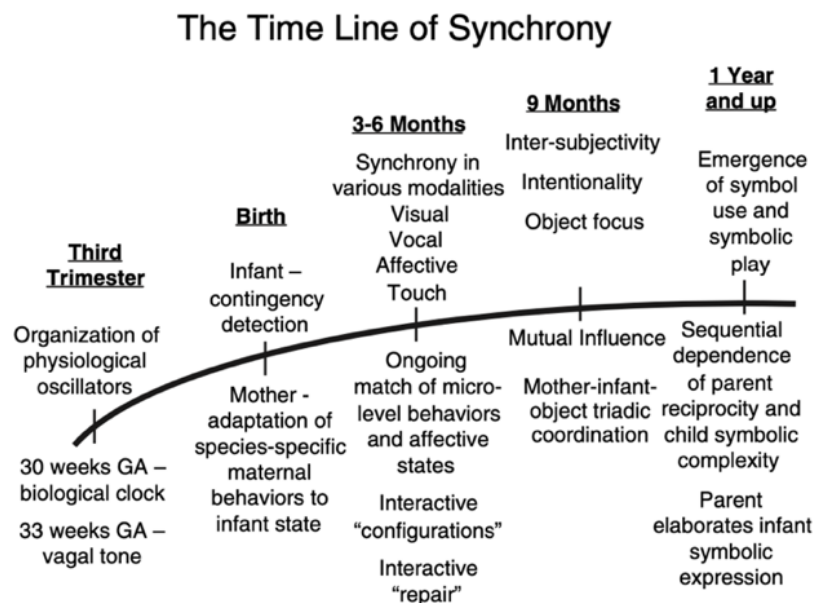 The Time Line of Synchrony
Third
Trimester
Organization of
physiological
oscillators
30 weeks GA –
biological clock
33 weeks GA –
vagal tone
Birth
Infant –
contingency
detection
Mother -
adaptation of
species-specific
maternal
behaviors to
infant state
3-6 Months
Synchrony in
various modalities
Visual
Vocal
Affective
Touch
Ongoing
match of micro-
level behaviors
and affective
states
Interactive
“configurations”
Interactive
“repair”
9 Months
Inter-subjectivity
Intentionality
Object focus
Mutual Influence
Mother-infant-
object triadic
coordination
1 Year
and up
Emergence
of symbol
use and
symbolic
play
Sequential
dependence
of parent
reciprocity and
child symbolic
complexity
Parent
elaborates infant
symbolic
expression